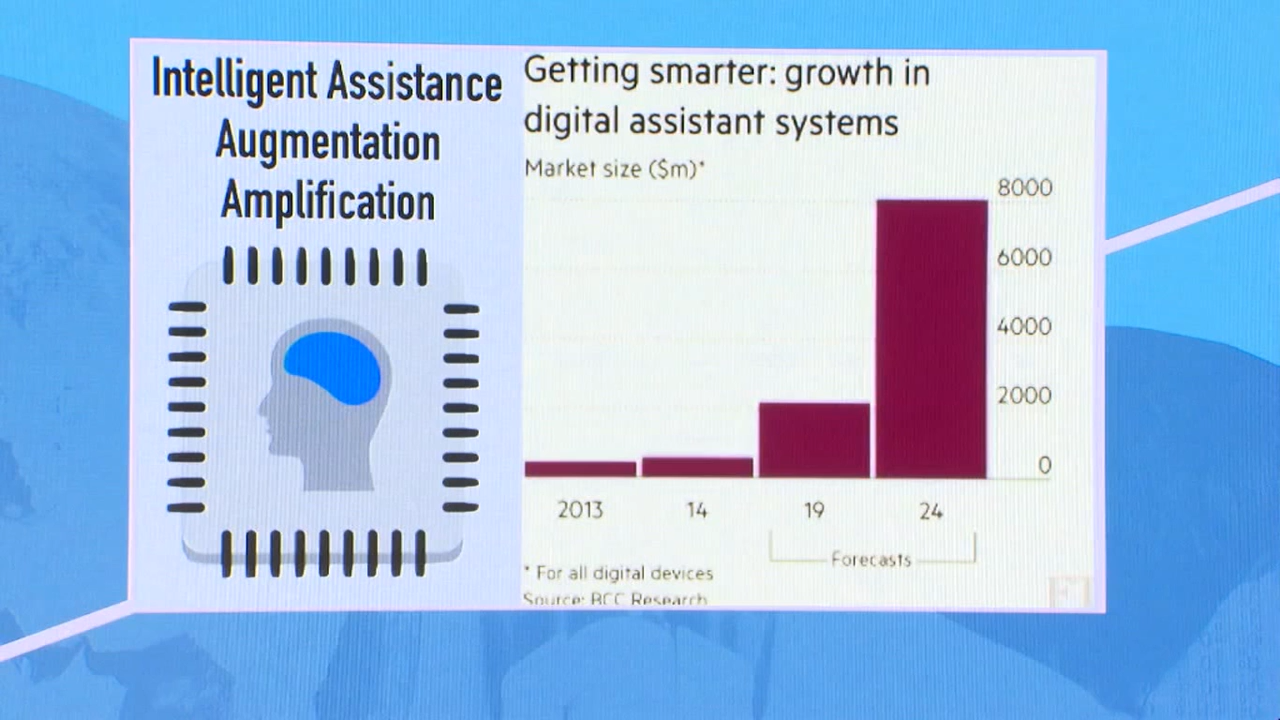 Intelligent Assistance
Augmentation
Amplification
Getting smarter: growth in
digital assistant systems
Market size ($m)*
8000
6000
4000
2000
0
2013 14 19 24
Forecasts
* For all digital devices
Source: BCC Research